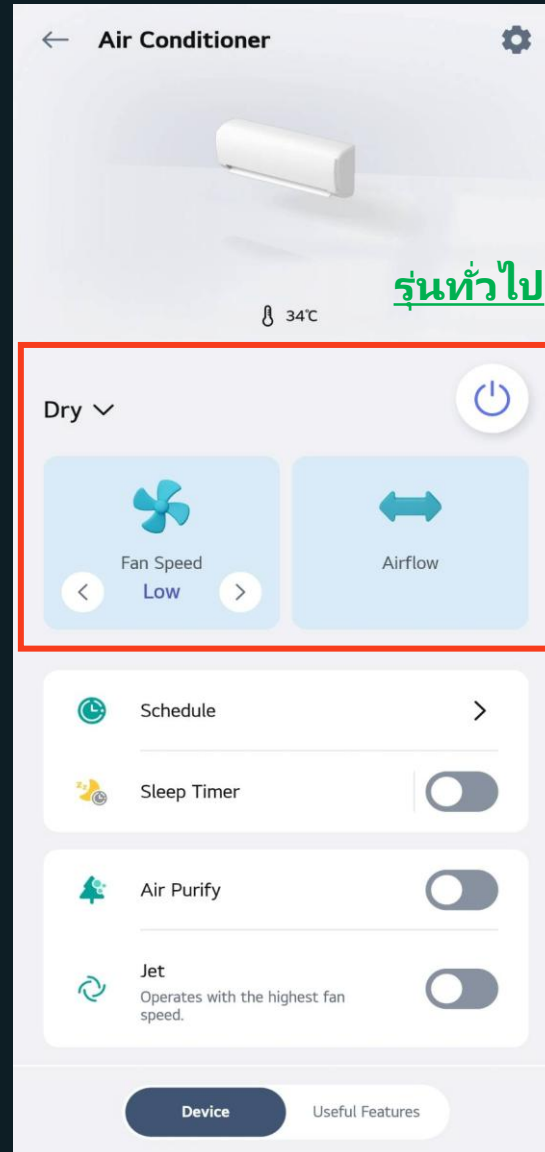 Air Conditioner
รุ่นทั่วไป
34℃
Dry
Fan Speed
Low
Airflow
Schedule
Sleep Timer
Air Purify
Jet
Operates with the highest fan
speed.
Device
Useful Features